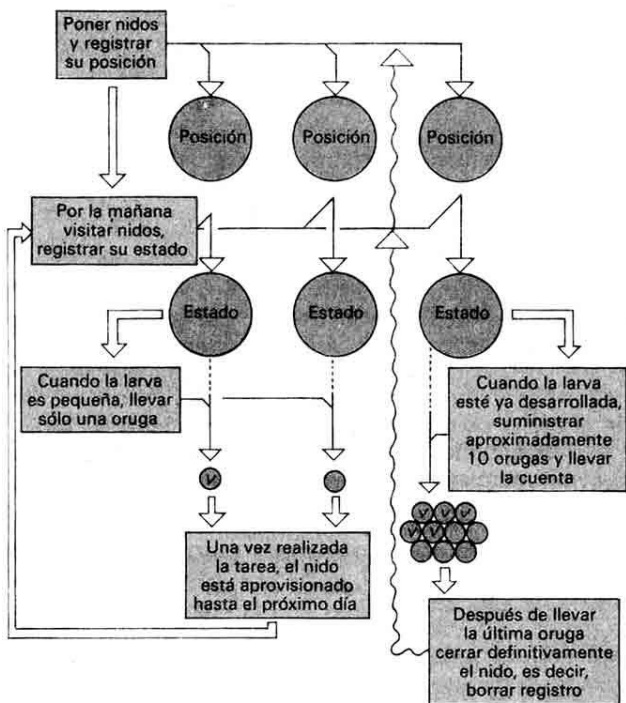 Poner nidos
y registrar
su posición
Posición
Posición
Posición
Por la mañana
visitar nidos,
registrar su estado
Estado
Estado
Estado
Cuando la larva
es pequeña, llevar
sólo una oruga
Cuando la larva
esté ya desarrollada,
suministrar
aproximadamente
10 orugas y llevar
la cuenta
v
v v v
v v
Una vez realizada
la tarea, el nido
está aprovisionado
hasta el próximo día
Después de llevar
la última oruga
cerrar definitivamente
el nido, es decir,
borrar registro